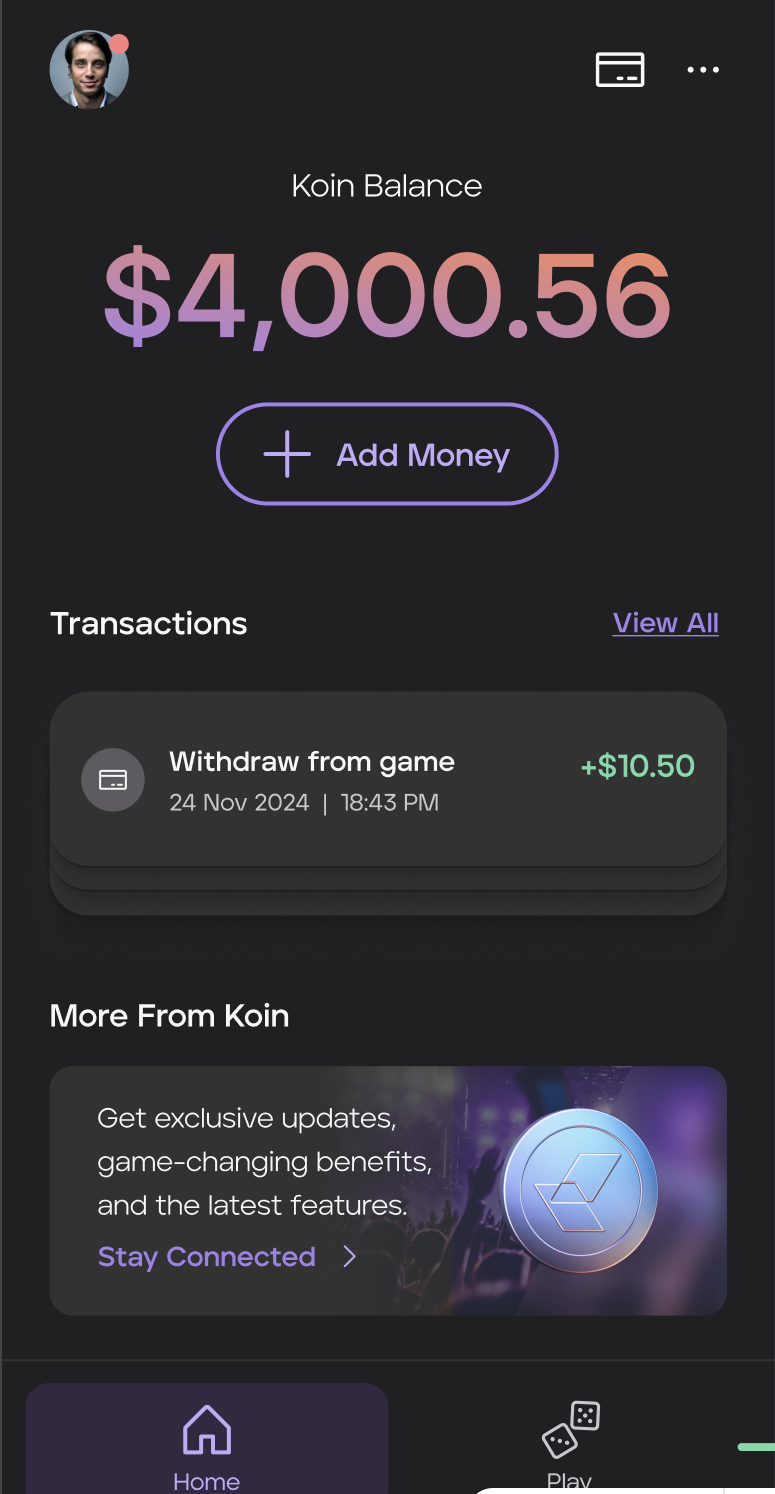 Koin Balance
$4,000.56
Add Money
Transactions
View All
Withdraw from game
+$10.50
24 Nov 2024 | 18:43 PM
More From Koin
Get exclusive updates,
game-changing benefits,
and the latest features.
Stay Connected
Home
Play